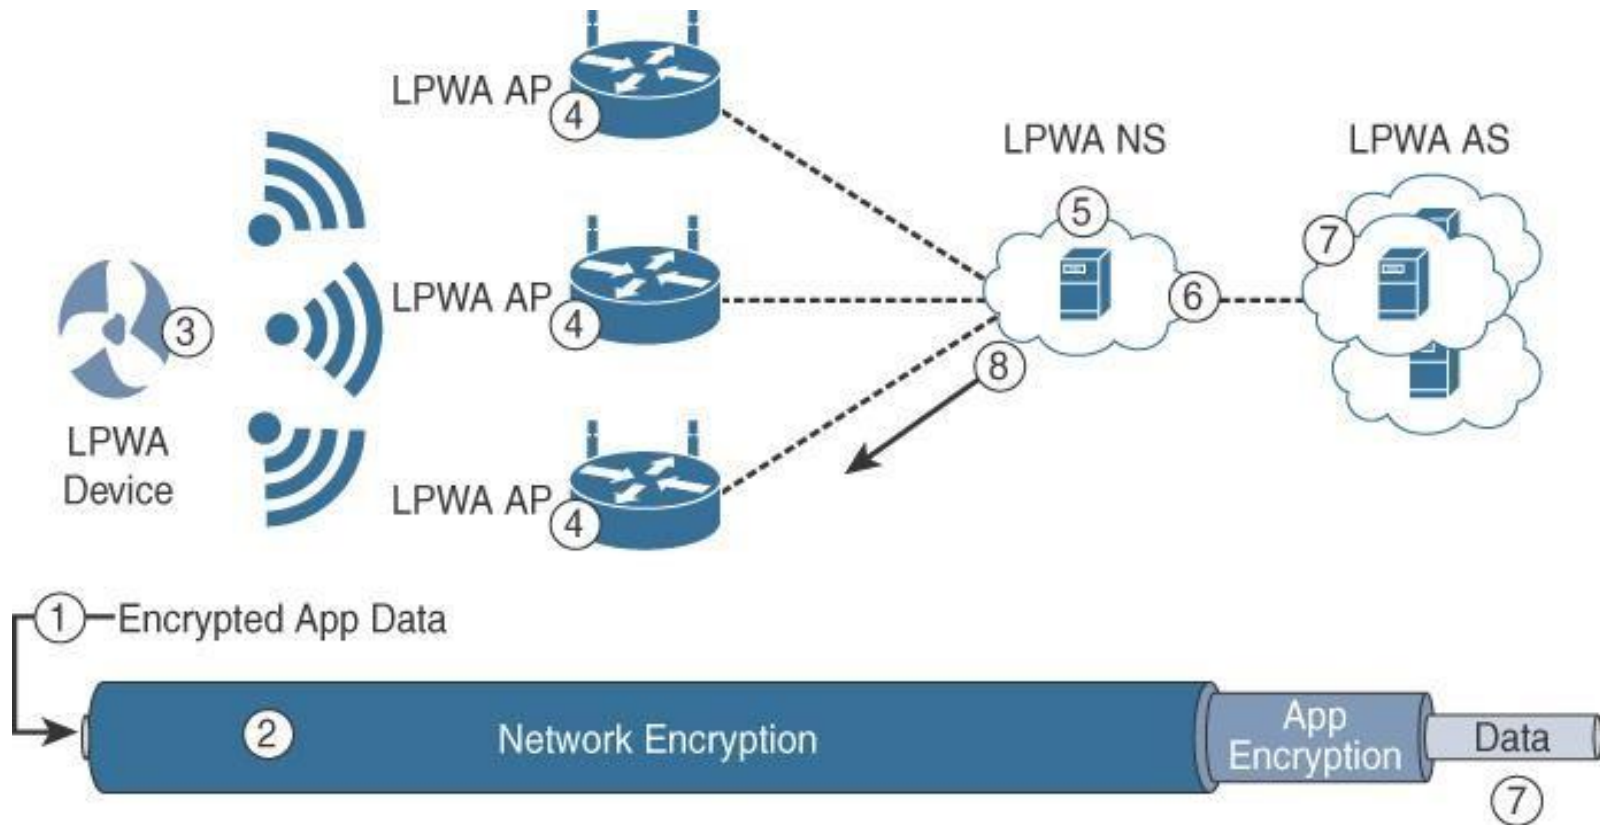 LPWA AP
4
LPWA NS
LPWA AS
5
7
3
LPWA AP
4
6
8
LPWA
Device
LPWA AP
4
1
Encrypted App Data
2
Network Encryption
App
Encryption
Data
7